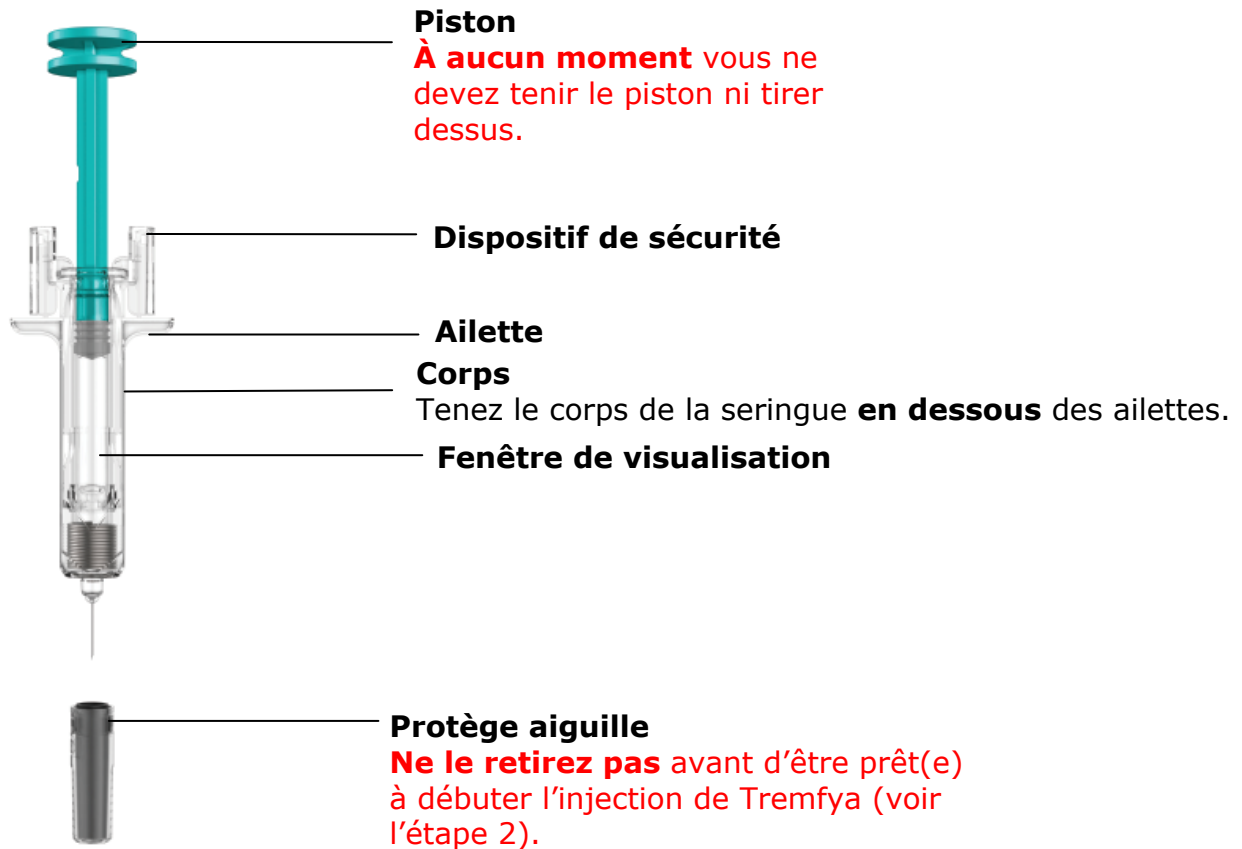 Piston
À aucun moment vous ne
devez tenir le piston ni tirer
dessus.
Dispositif de sécurité
Ailette
Corps
Tenez le corps de la seringue en dessous des ailettes.
Fenêtre de visualisation
Protège aiguille
Ne le retirez pas avant d’être prêt(e)
à débuter l’injection de Tremfya (voir
l’étape 2).